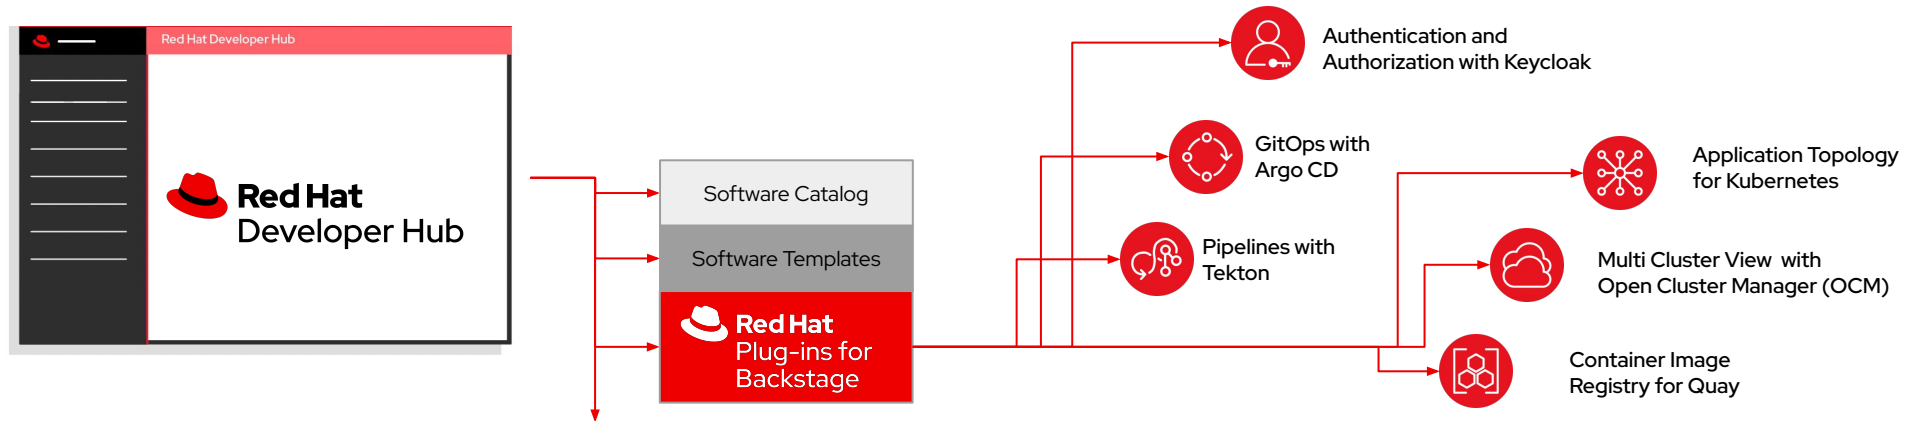 Red Hat Developer Hub
Red Hat
Developer Hub
Software Catalog
Software Templates
Red Hat
Plug-ins for
Backstage
Authentication and
Authorization with Keycloak
GitOps with
Argo CD
Pipelines with
Tekton
Application Topology
for Kubernetes
Multi Cluster View with
Open Cluster Manager (OCM)
Container Image
Registry for Quay